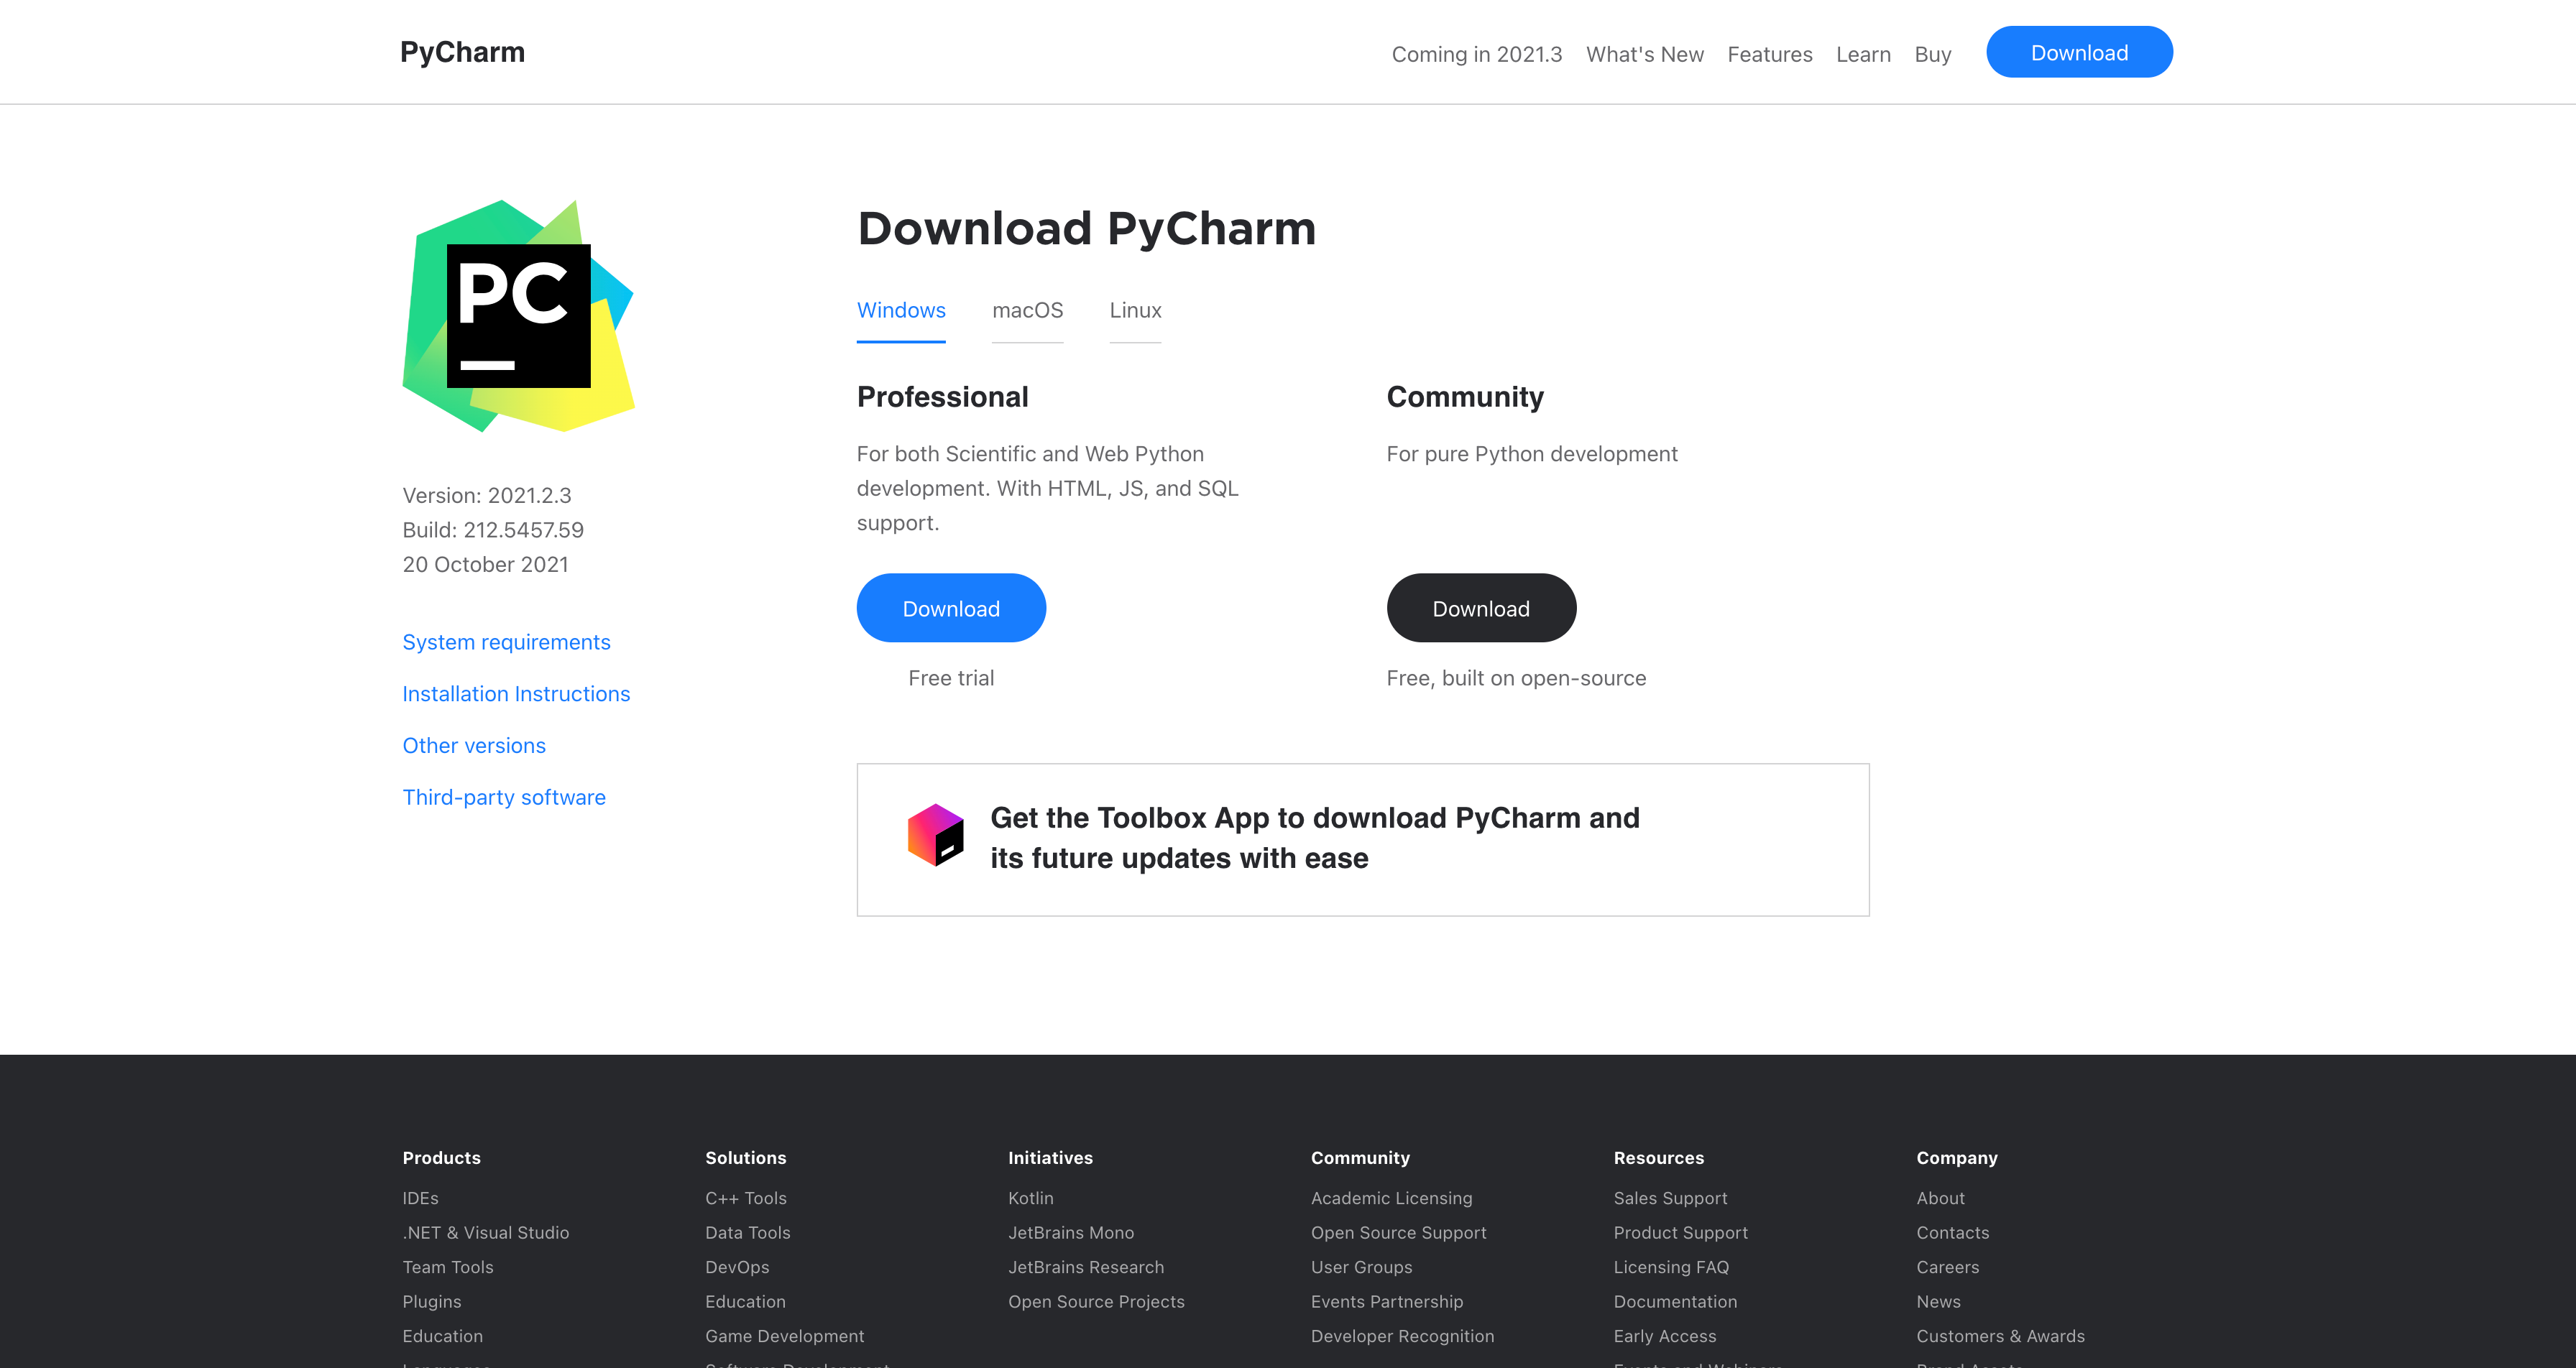 PyCharm
Coming in 2021.3 What's New Features Learn Buy Download
PC
Version: 2021.2.3
Build: 212.5457.59
20 October 2021
System requirements
Installation Instructions
Other versions
Third-party software
Download PyCharm
Windows macOS Linux
Professional
For both Scientific and Web Python
development. With HTML, JS, and SQL
support.
Download
Free trial
Community
For pure Python development
Download
Free, built on open-source
Get the Toolbox App to download PyCharm and
its future updates with ease
Products
IDEs
.NET & Visual Studio
Team Tools
Plugins
Education
Solutions
C++ Tools
Data Tools
DevOps
Education
Game Development
Initiatives
Kotlin
JetBrains Mono
JetBrains Research
Open Source Projects
Community
Academic Licensing
Open Source Support
User Groups
Events Partnership
Developer Recognition
Resources
Sales Support
Product Support
Licensing FAQ
Documentation
Early Access
Company
About
Contacts
Careers
News
Customers & Awards